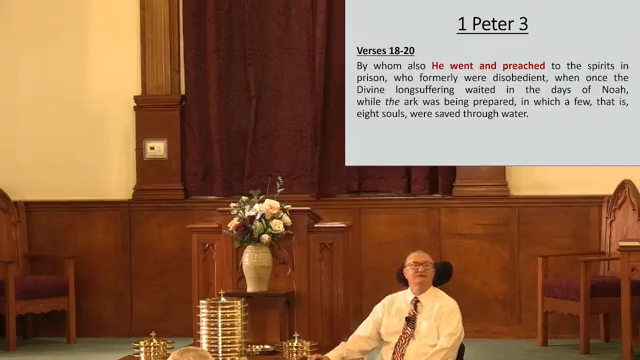 1 Peter 3
Verses 18-20
By whom also He went and preached to the spirits in
prison, who formerly were disobedient, when once the
Divine longsuffering waited in the days of Noah,
while the ark was being prepared, in which a few, that is,
eight souls, were saved through water.